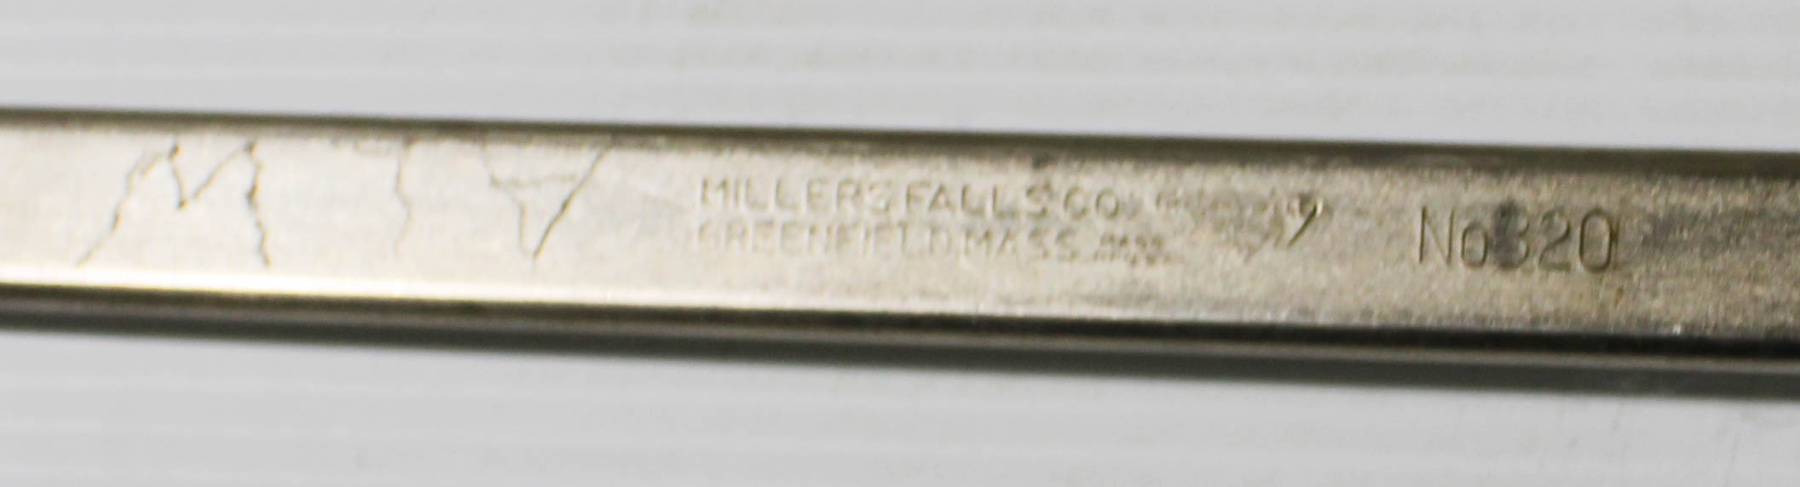 MILLERS FALLS CO.
GREENFIELD, MASS.
No 320